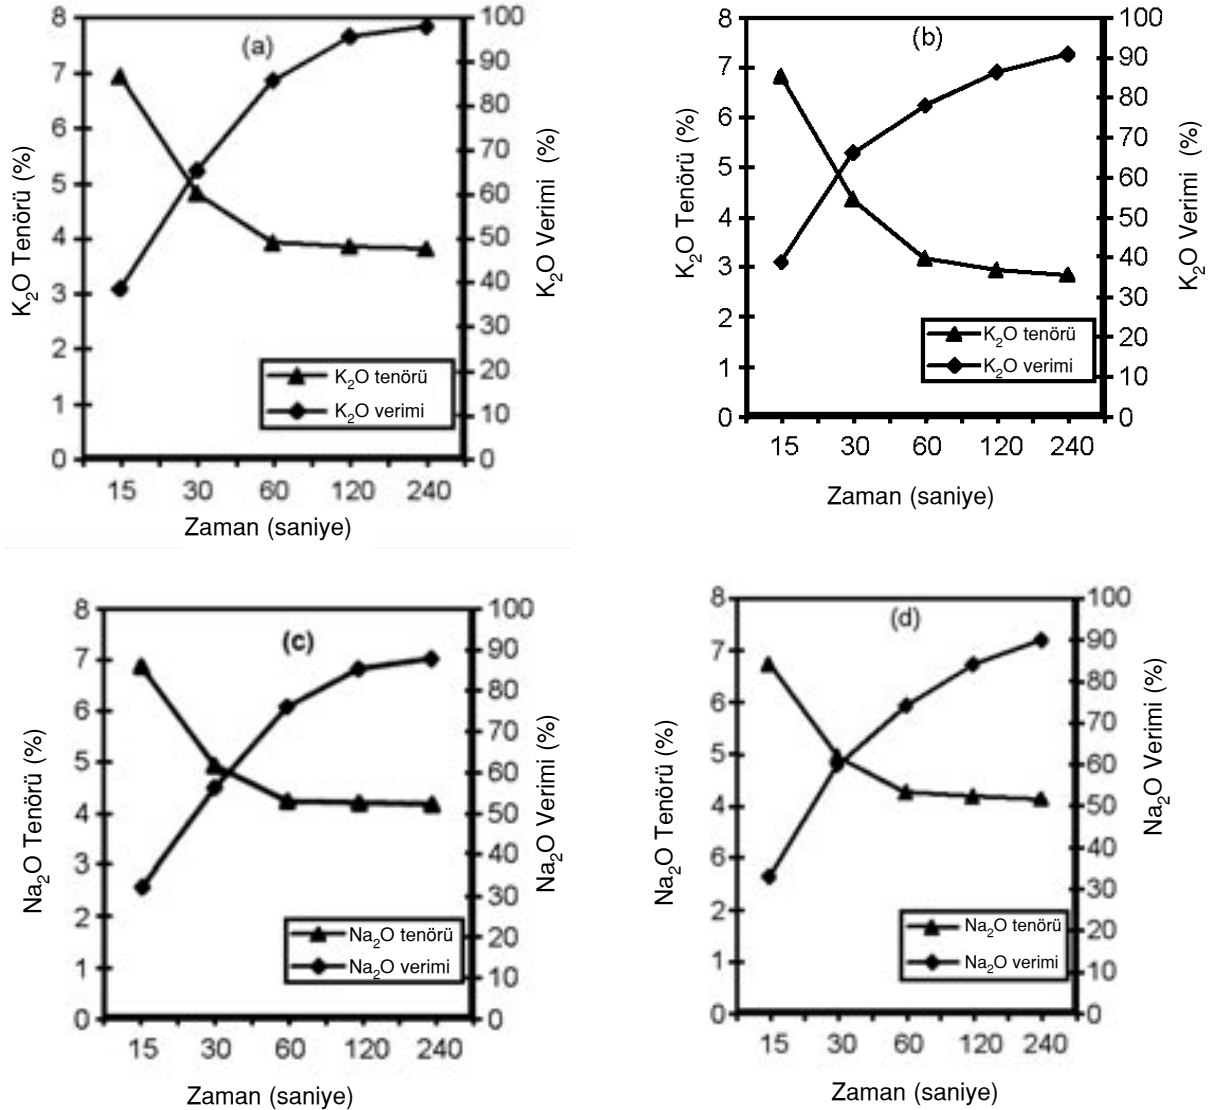 (a)
8
7
6
5
4
3
2
1
0
K2O Tenörü (%)
100
90
80
70
60
50
40
30
20
10
0
K2O Verimi (%)
K2O tenörü
K2O verimi
15 30 60 120 240
Zaman (saniye)
(b)
8
7
6
5
4
3
2
1
0
K2O Tenörü (%)
100
90
80
70
60
50
40
30
20
10
0
K2O Verimi (%)
K2O tenörü
K2O verimi
15 30 60 120 240
Zaman (saniye)
(c)
8
7
6
5
4
3
2
1
0
Na2O Tenörü (%)
100
90
80
70
60
50
40
30
20
10
0
Na2O Verimi (%)
Na2O tenörü
Na2O verimi
15 30 60 120 240
Zaman (saniye)
(d)
8
7
6
5
4
6
2
1
0
Na2O Tenörü (%)
100
90
80
70
60
50
40
30
20
10
0
Na2O Verimi (%)
Na2O tenörü
Na2O verimi
15 30 60 120 240
Zaman (saniye)